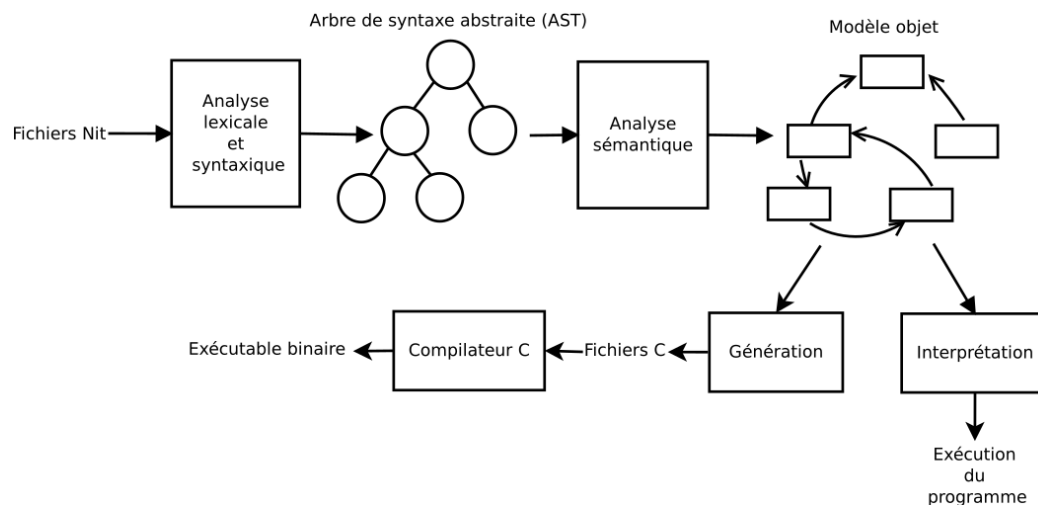 Arbre de syntaxe abstraite (AST)
Modèle objet
Fichiers Nit
Analyse
lexicale
et
syntaxique
Analyse
sémantique
Exécutable binaire
Compilateur C
Fichiers C
Génération
Interprétation
Exécution
du
programme